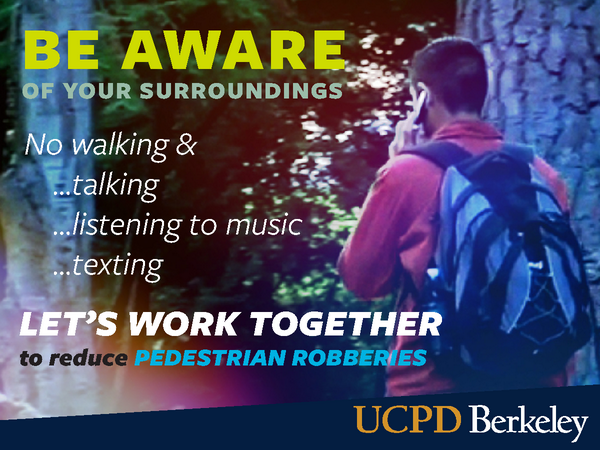 BE AWARE
OF YOUR SURROUNDINGS
No walking &
...talking
...listening to music
...texting
LET'S WORK TOGETHER
to reduce PEDESTRIAN ROBBERIES
UCPD Berkeley